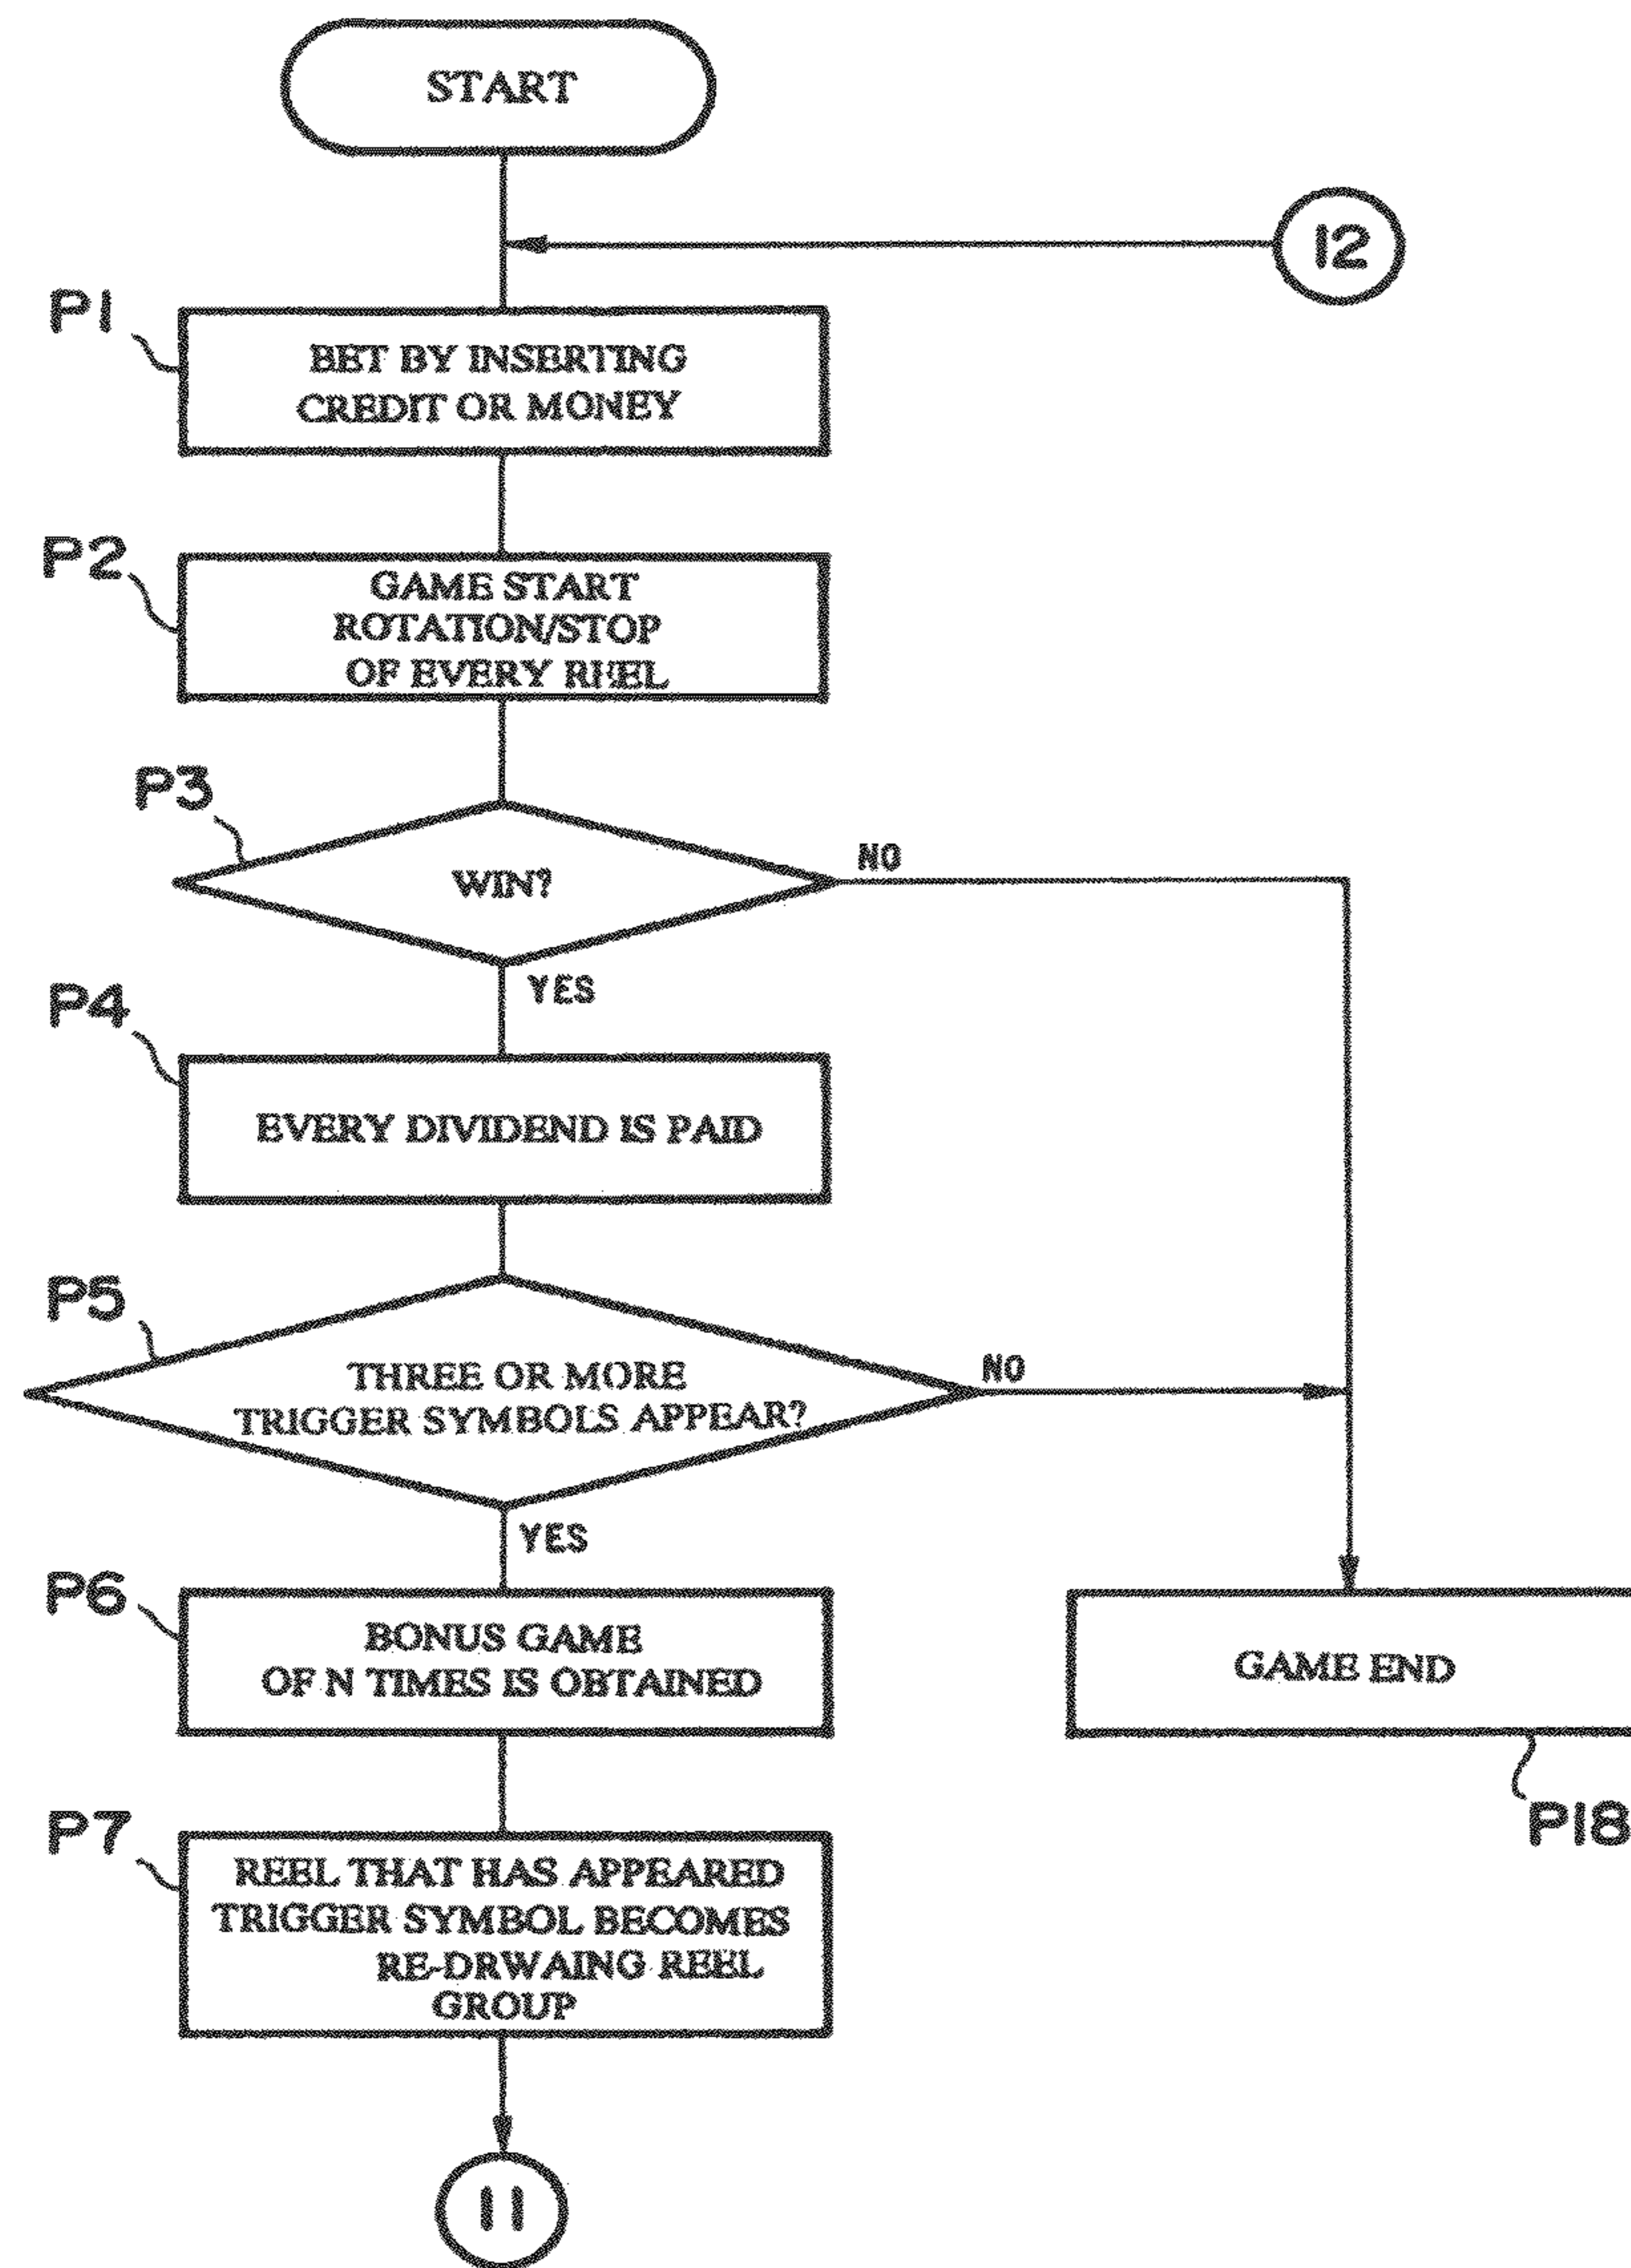 START
12
P1
BET BY INSERTING
CREDIT OR MONEY
P2
GAME START
ROTATION/STOP
OF EVERY REEL
P3
WIN?
NO
YES
P4
EVERY DIVIDEND IS PAID
P5
THREE OR MORE
TRIGGER SYMBOLS APPEAR?
NO
YES
P6
BONUS GAME
OF N TIMES IS OBTAINED
GAME END
P18
P7
REEL THAT HAS APPEARED
TRIGGER SYMBOL BECOMES
RE-DRWAING REEL
GROUP
11